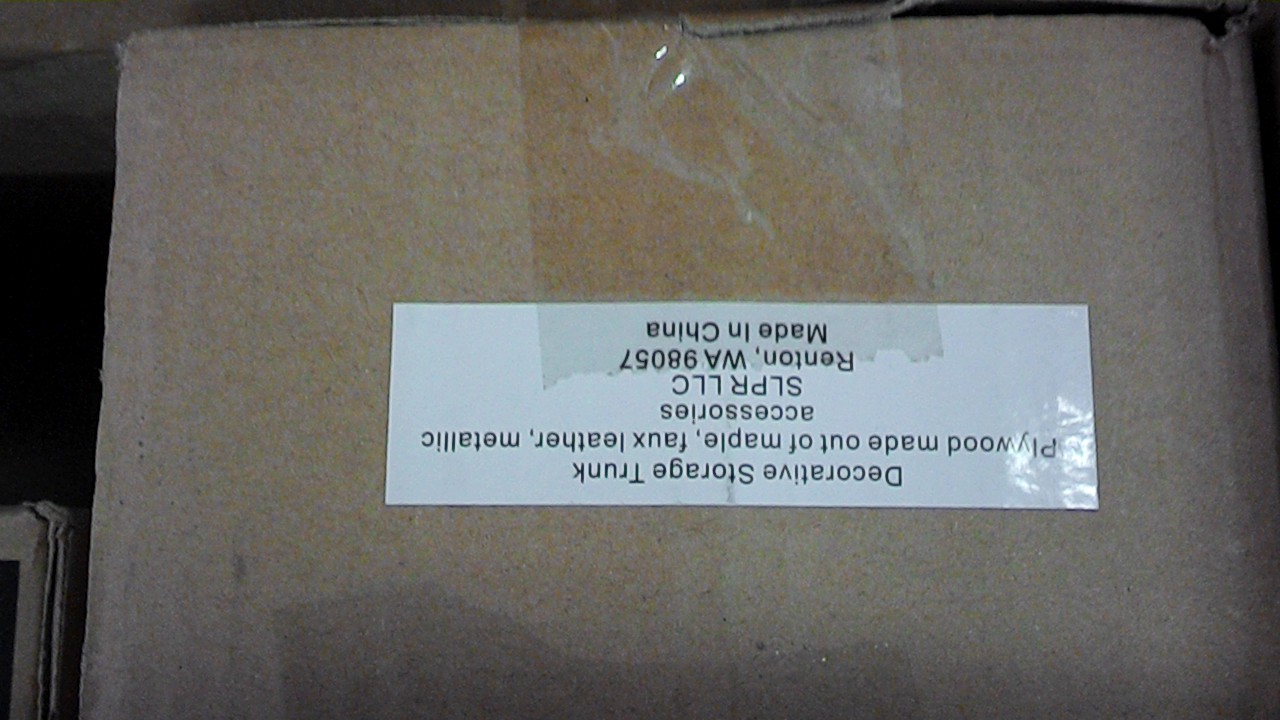 Decorative Storage Trunk
Plywood made out of maple, faux leather, metallic
accessories
SLPR LLC
Renton, WA 98057
Made In China